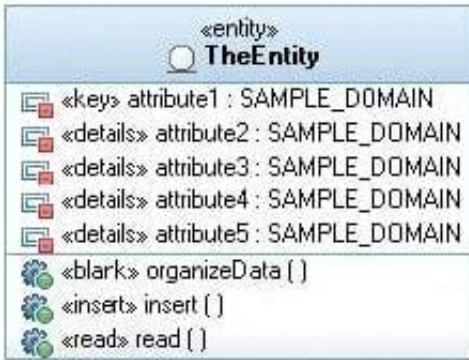 «entity»
TheEntity
«key» attribute1 : SAMPLE_DOMAIN
«details» attribute2 : SAMPLE_DOMAIN
«details» attribute3 : SAMPLE_DOMAIN
«details» attribute4 : SAMPLE_DOMAIN
«details» attribute5 : SAMPLE_DOMAIN
«blark» organizeData ( )
«insert» insert ( )
«read» read ( )